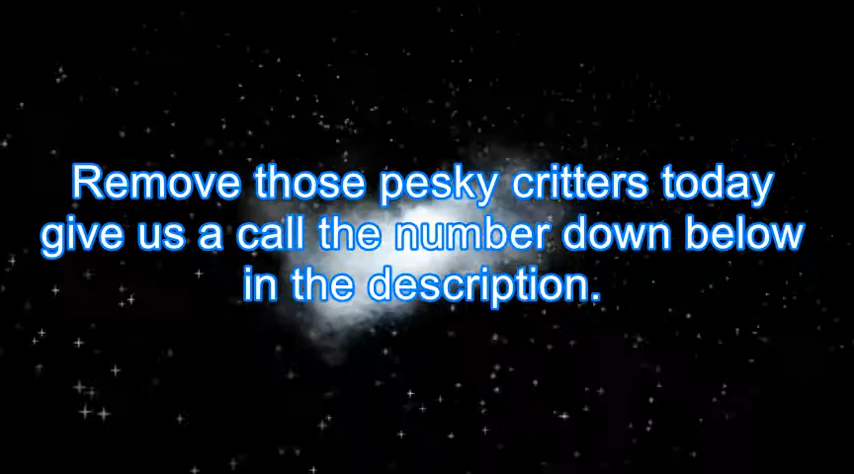 Remove those pesky critters today
give us a call the number down below
in the description.